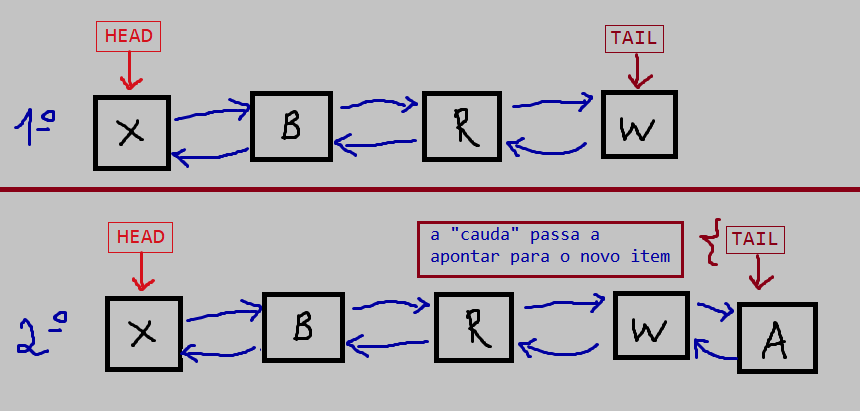 HEAD
TAIL
1º
X
B
R
W
HEAD
a "cauda" passa a
apontar para o novo item
TAIL
2º
X
B
R
W
A